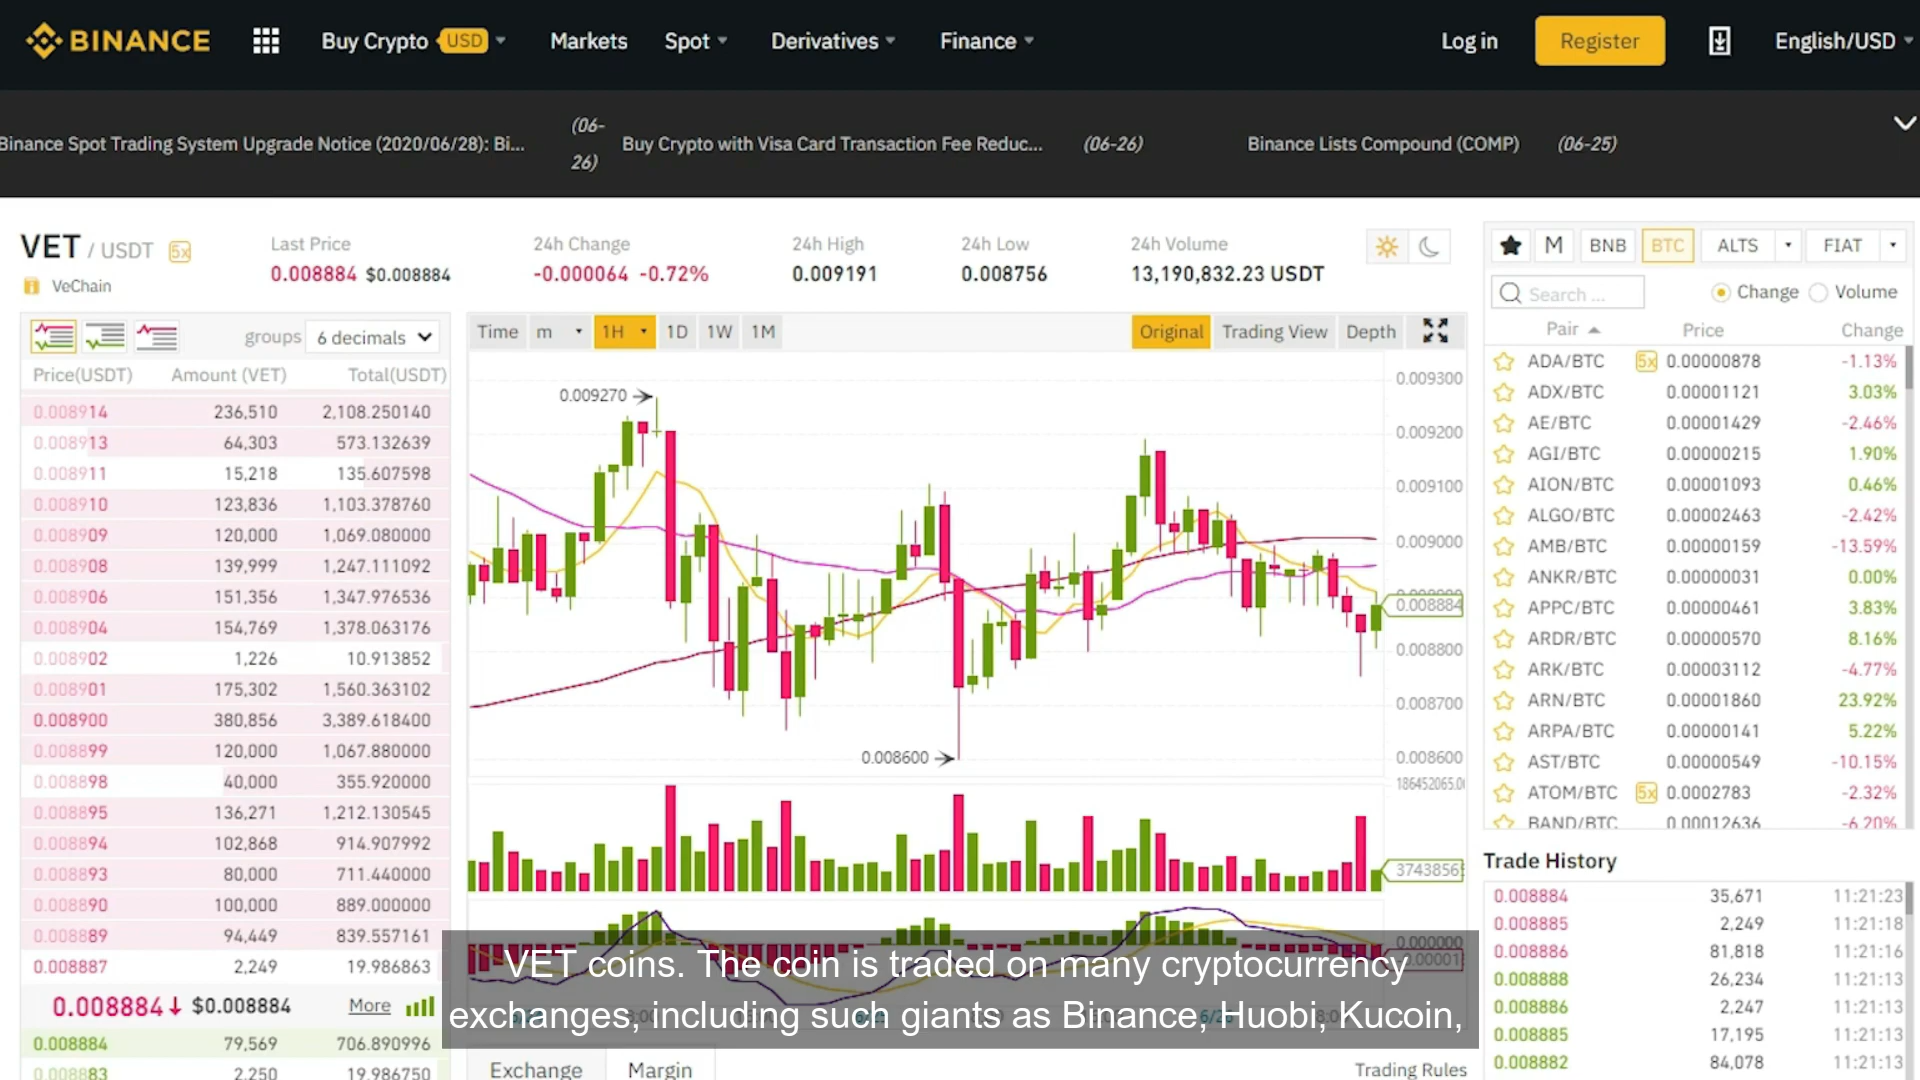 BINANCE Buy Crypto USD Markets Spot Derivatives Finance Log in Register English/USD
Binance Spot Trading System Upgrade Notice (2020/06/28): Bi... (06-26) Buy Crypto with Visa Card Transaction Fee Reduc... (06-26) Binance Lists Compound (COMP) (06-25)
VET / USDT 5x
VeChain
Last Price
0.008884 $0.008884
24h Change
-0.000064 -0.72%
24h High
0.009191
24h Low
0.008756
24h Volume
13,190,832.23 USDT
groups 6 decimals
Price(USDT) Amount (VET) Total(USDT)
0.008914 236,510 2,108.250140
0.008913 64,303 573.132639
0.008911 15,218 135.607598
0.008910 123,836 1,103.378760
0.008909 120,000 1,069.080000
0.008908 139,999 1,247.111092
0.008906 151,356 1,347.976536
0.008904 154,769 1,378.063176
0.008902 1,226 10.913852
0.008901 175,302 1,560.363102
0.008900 380,856 3,389.618400
0.008899 120,000 1,067.880000
0.008898 40,000 355.920000
0.008895 136,271 1,212.130545
0.008894 102,868 914.907992
0.008893 80,000 711.440000
0.008890 100,000 889.000000
0.008889 94,449 839.557161
0.008887 2,249 19.986863
0.008884↓ $0.008884 More
0.008884 79,569 706.890996
0.008883 2,250 19.986750
Time m 1H 1D 1W 1M Original Trading View Depth
0.009270
0.008600
0.009300
0.009200
0.009100
0.009000
0.008884
0.008800
0.008700
0.008600
186452065.0
37438565
0.000000
VET coins. The coin is traded on many cryptocurrency
exchanges, including such giants as Binance, Huobi, Kucoin,
Exchange Margin Trading Rules
M BNB BTC ALTS FIAT
Search ... Change Volume
Pair Price Change
ADA/BTC 5x 0.00000878 -1.13%
ADX/BTC 0.00001121 3.03%
AE/BTC 0.00001429 -2.46%
AGI/BTC 0.00000215 1.90%
AION/BTC 0.00001093 0.46%
ALGO/BTC 0.00002463 -2.42%
AMB/BTC 0.00000159 -13.59%
ANKR/BTC 0.00000031 0.00%
APPC/BTC 0.00000461 3.83%
ARDR/BTC 0.00000570 8.16%
ARK/BTC 0.00003112 -4.77%
ARN/BTC 0.00001860 23.92%
ARPA/BTC 0.00000141 5.22%
AST/BTC 0.00000549 -10.15%
ATOM/BTC 5x 0.0002783 -2.32%
BAND/BTC 0.00012636 -6.20%
Trade History
0.008884 35,671 11:21:23
0.008885 2,249 11:21:18
0.008886 81,818 11:21:16
0.008888 26,234 11:21:13
0.008886 2,247 11:21:13
0.008885 17,195 11:21:13
0.008882 84,078 11:21:13